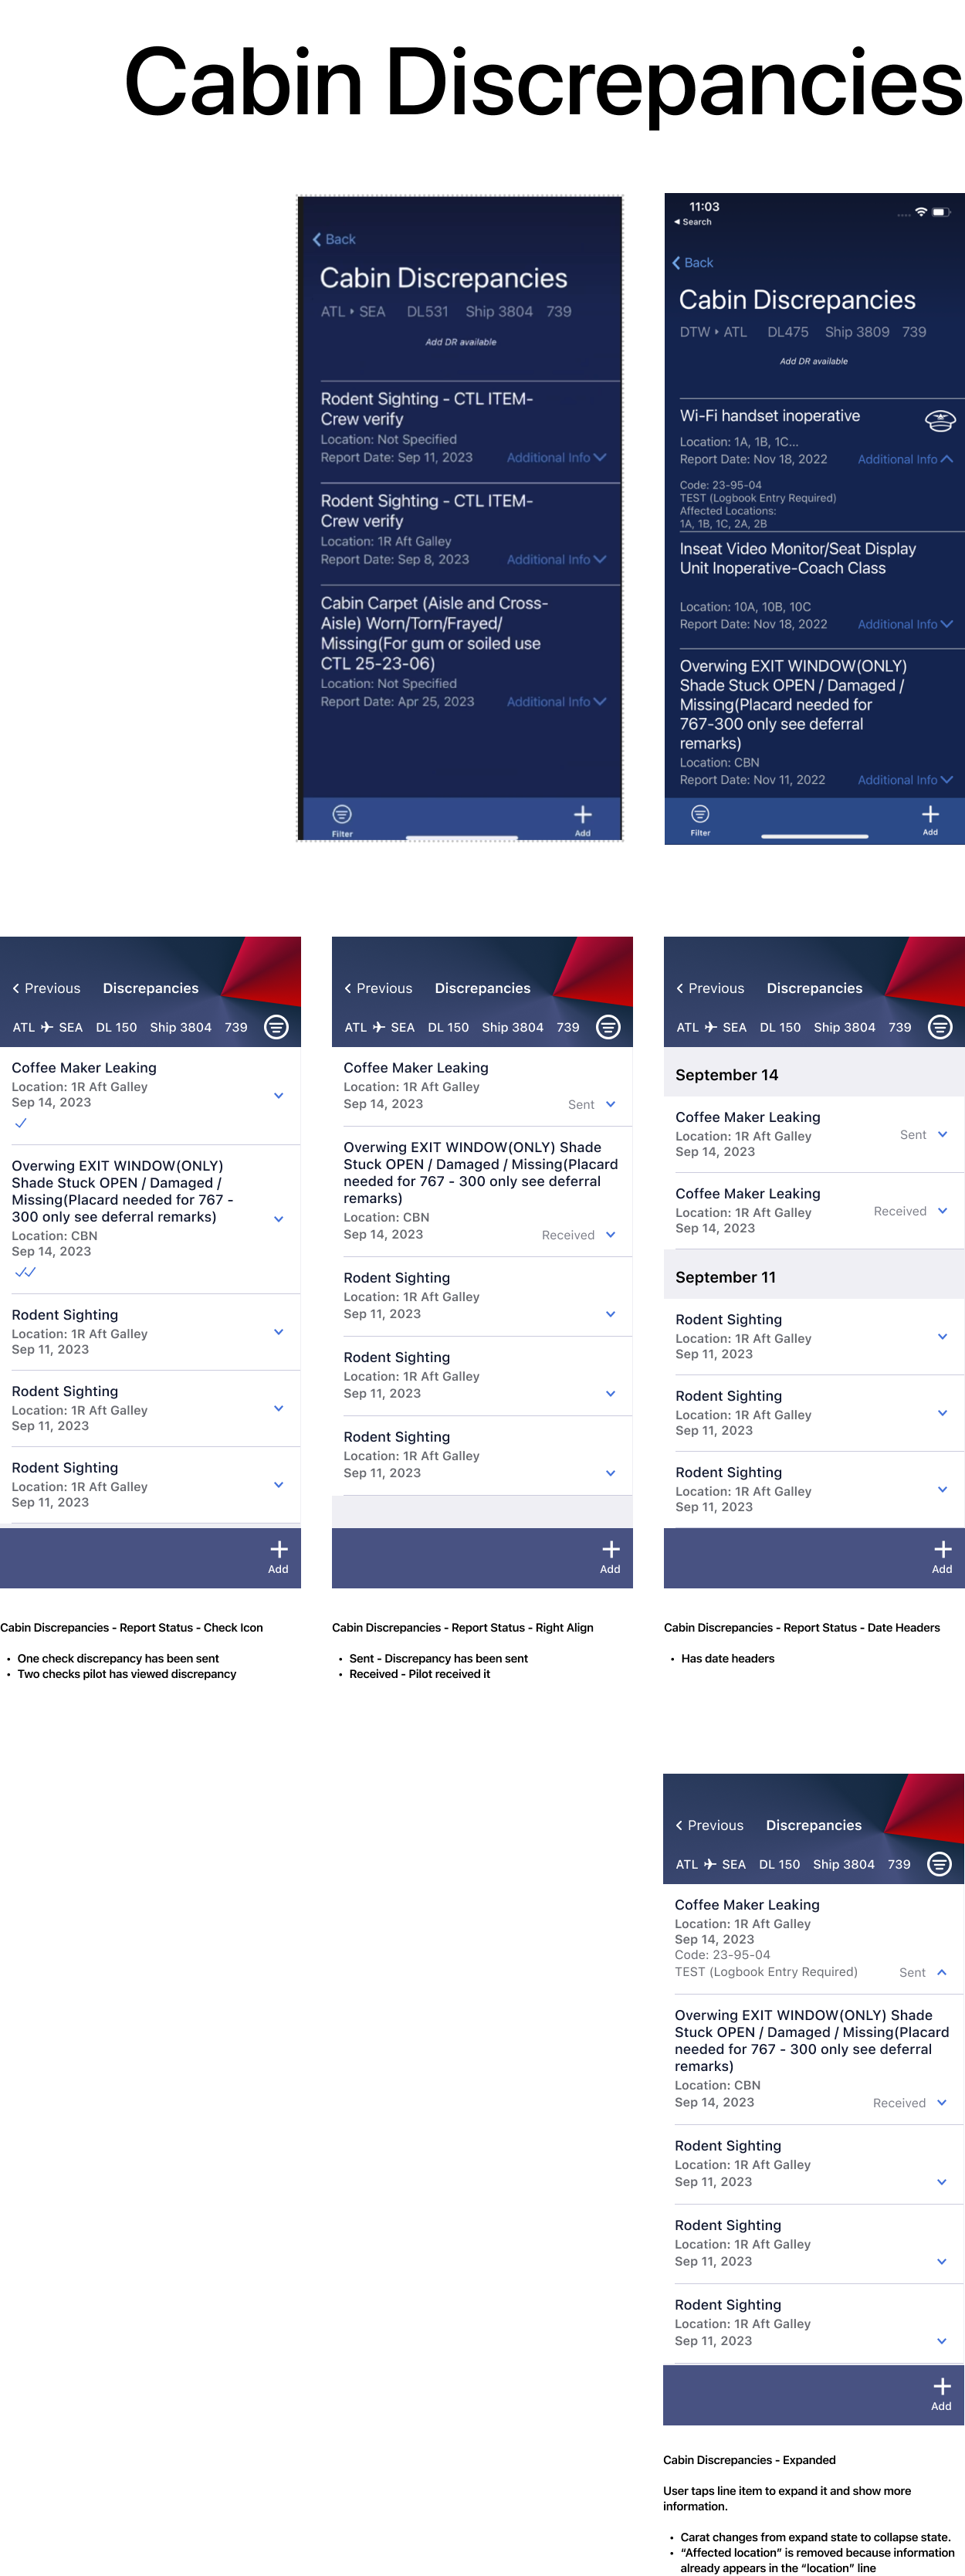 Cabin Discrepancies
Back
Cabin Discrepancies
ATL ‣ SEA DL531 Ship 3804 739
Add DR available
Rodent Sighting - CTL ITEM-
Crew verify
Location: Not Specified
Report Date: Sep 11, 2023 Additional Info
Rodent Sighting - CTL ITEM-
Crew verify
Location: 1R Aft Galley
Report Date: Sep 8, 2023 Additional Info
Cabin Carpet (Aisle and Cross-
Aisle) Worn/Torn/Frayed/
Missing(For gum or soiled use
CTL 25-23-06)
Location: Not Specified
Report Date: Apr 25, 2023 Additional Info
Filter Add
11:03
◂ Search
Back
Cabin Discrepancies
DTW ‣ ATL DL475 Ship 3809 739
Add DR available
Wi-Fi handset inoperative
Location: 1A, 1B, 1C...
Report Date: Nov 18, 2022 Additional Info
Code: 23-95-04
TEST (Logbook Entry Required)
Affected Locations:
1A, 1B, 1C, 2A, 2B
Inseat Video Monitor/Seat Display
Unit Inoperative-Coach Class
Location: 10A, 10B, 10C
Report Date: Nov 18, 2022 Additional Info
Overwing EXIT WINDOW(ONLY)
Shade Stuck OPEN / Damaged /
Missing(Placard needed for
767-300 only see deferral
remarks)
Location: CBN
Report Date: Nov 11, 2022 Additional Info
Filter Add
Previous Discrepancies
ATL SEA DL 150 Ship 3804 739
Coffee Maker Leaking
Location: 1R Aft Galley
Sep 14, 2023
Overwing EXIT WINDOW(ONLY)
Shade Stuck OPEN / Damaged /
Missing(Placard needed for 767 -
300 only see deferral remarks)
Location: CBN
Sep 14, 2023
Rodent Sighting
Location: 1R Aft Galley
Sep 11, 2023
Rodent Sighting
Location: 1R Aft Galley
Sep 11, 2023
Rodent Sighting
Location: 1R Aft Galley
Sep 11, 2023
Add
Cabin Discrepancies - Report Status - Check Icon
• One check discrepancy has been sent
• Two checks pilot has viewed discrepancy
Previous Discrepancies
ATL SEA DL 150 Ship 3804 739
Coffee Maker Leaking
Location: 1R Aft Galley
Sep 14, 2023 Sent
Overwing EXIT WINDOW(ONLY) Shade
Stuck OPEN / Damaged / Missing(Placard
needed for 767 - 300 only see deferral
remarks)
Location: CBN
Sep 14, 2023 Received
Rodent Sighting
Location: 1R Aft Galley
Sep 11, 2023
Rodent Sighting
Location: 1R Aft Galley
Sep 11, 2023
Rodent Sighting
Location: 1R Aft Galley
Sep 11, 2023
Add
Cabin Discrepancies - Report Status - Right Align
• Sent - Discrepancy has been sent
• Received - Pilot received it
Previous Discrepancies
ATL SEA DL 150 Ship 3804 739
September 14
Coffee Maker Leaking
Location: 1R Aft Galley Sent
Sep 14, 2023
Coffee Maker Leaking
Location: 1R Aft Galley Received
Sep 14, 2023
September 11
Rodent Sighting
Location: 1R Aft Galley
Sep 11, 2023
Rodent Sighting
Location: 1R Aft Galley
Sep 11, 2023
Rodent Sighting
Location: 1R Aft Galley
Sep 11, 2023
Add
Cabin Discrepancies - Report Status - Date Headers
• Has date headers
Previous Discrepancies
ATL SEA DL 150 Ship 3804 739
Coffee Maker Leaking
Location: 1R Aft Galley
Sep 14, 2023
Code: 23-95-04
TEST (Logbook Entry Required) Sent
Overwing EXIT WINDOW(ONLY) Shade
Stuck OPEN / Damaged / Missing(Placard
needed for 767 - 300 only see deferral
remarks)
Location: CBN
Sep 14, 2023 Received
Rodent Sighting
Location: 1R Aft Galley
Sep 11, 2023
Rodent Sighting
Location: 1R Aft Galley
Sep 11, 2023
Rodent Sighting
Location: 1R Aft Galley
Sep 11, 2023
Add
Cabin Discrepancies - Expanded
User taps line item to expand it and show more
information.
• Carat changes from expand state to collapse state.
• “Affected location” is removed because information
already appears in the “location” line